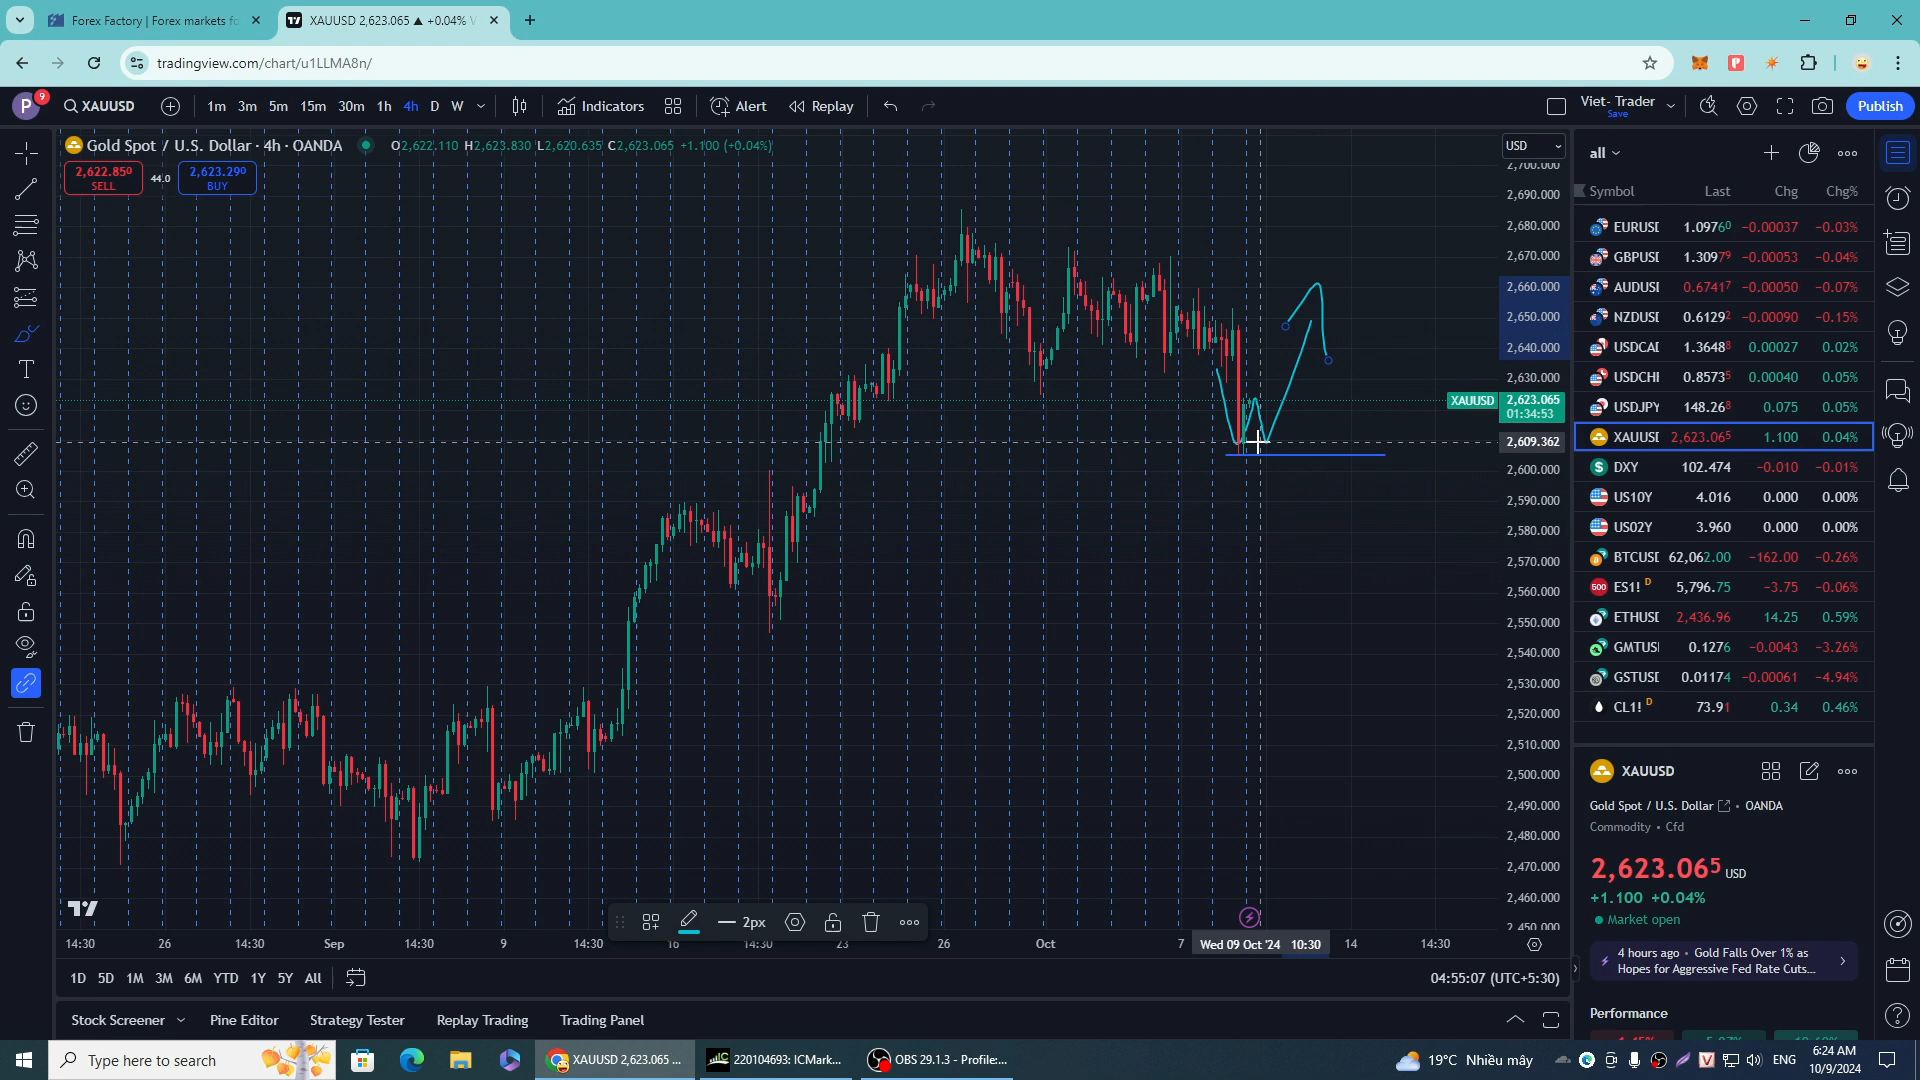 Forex Factory | Forex markets fo
XAUUSD 2,623.065 ▲ +0.04% V
tradingview.com/chart/u1LLMA8n/
P 9 XAUUSD 1m 3m 5m 15m 30m 1h 4h D W Indicators Alert Replay Viet- Trader Save Publish
Gold Spot / U.S. Dollar · 4h · OANDA O2,622.110 H2,623.830 L2,620.635 C2,623.065 +1.100 (+0.04%)
2,622.850 SELL 44.0 2,623.290 BUY
USD
2,700.000
2,690.000
2,680.000
2,670.000
2,660.000
2,650.000
2,640.000
2,630.000
XAUUSD 2,623.065
01:34:53
2,609.362
2,600.000
2,590.000
2,580.000
2,570.000
2,560.000
2,550.000
2,540.000
2,530.000
2,520.000
2,510.000
2,500.000
2,490.000
2,480.000
2,470.000
2,460.000
2,450.000
2px
14:30 26 14:30 Sep 14:30 9 14:30 16 14:30 23 26 Oct 7 Wed 09 Oct '24 10:30 14 14:30
1D 5D 1M 3M 6M YTD 1Y 5Y All 04:55:07 (UTC+5:30)
Stock Screener Pine Editor Strategy Tester Replay Trading Trading Panel
all
Symbol Last Chg Chg%
EURUSD 1.09760 −0.00037 −0.03%
GBPUSD 1.30979 −0.00053 −0.04%
AUDUSD 0.67417 −0.00050 −0.07%
NZDUSD 0.61292 −0.00090 −0.15%
USDCAD 1.36488 0.00027 0.02%
USDCHF 0.85735 0.00040 0.05%
USDJPY 148.268 0.075 0.05%
XAUUSD 2,623.065 1.100 0.04%
DXY 102.474 −0.010 −0.01%
US10Y 4.016 0.000 0.00%
US02Y 3.960 0.000 0.00%
BTCUSD 62,062.00 −162.00 −0.26%
500 ES1! D 5,796.75 −3.75 −0.06%
ETHUSD 2,436.96 14.25 0.59%
GMTUSD 0.1276 −0.0043 −3.26%
GSTUSD 0.01174 −0.00061 −4.94%
CL1! D 73.91 0.34 0.46%
XAUUSD
Gold Spot / U.S. Dollar • OANDA
Commodity • Cfd
2,623.065 USD
+1.100 +0.04%
Market open
4 hours ago • Gold Falls Over 1% as
Hopes for Aggressive Fed Rate Cuts...
Performance
Type here to search
XAUUSD 2,623.065 ...
220104693: ICMark...
OBS 29.1.3 - Profile:...
19°C Nhiều mây
ENG
6:24 AM
10/9/2024